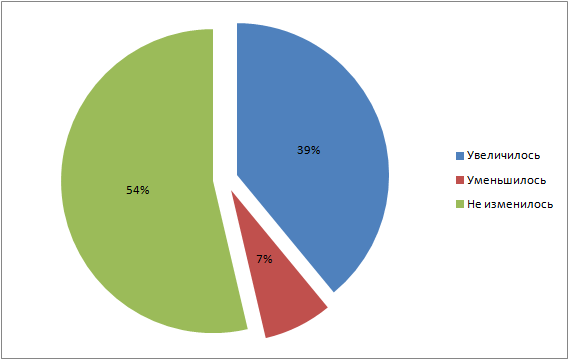 39%
Увеличилось
Уменьшилось
54%
Не изменилось
7%